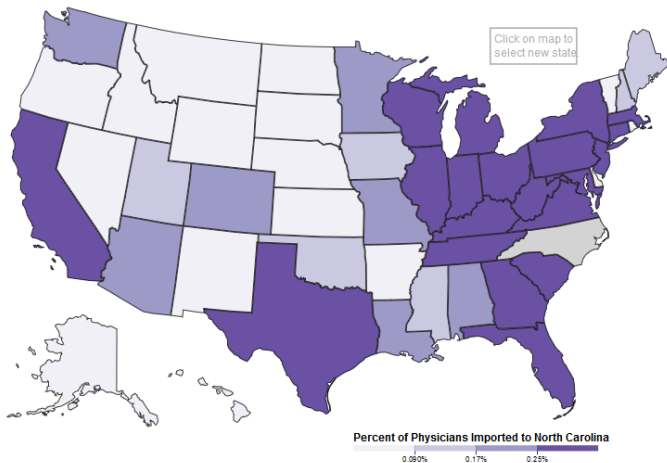 Click on map to
select new state.
Percent of Physicians Imported to North Carolina
0.090% 0.17% 0.25%